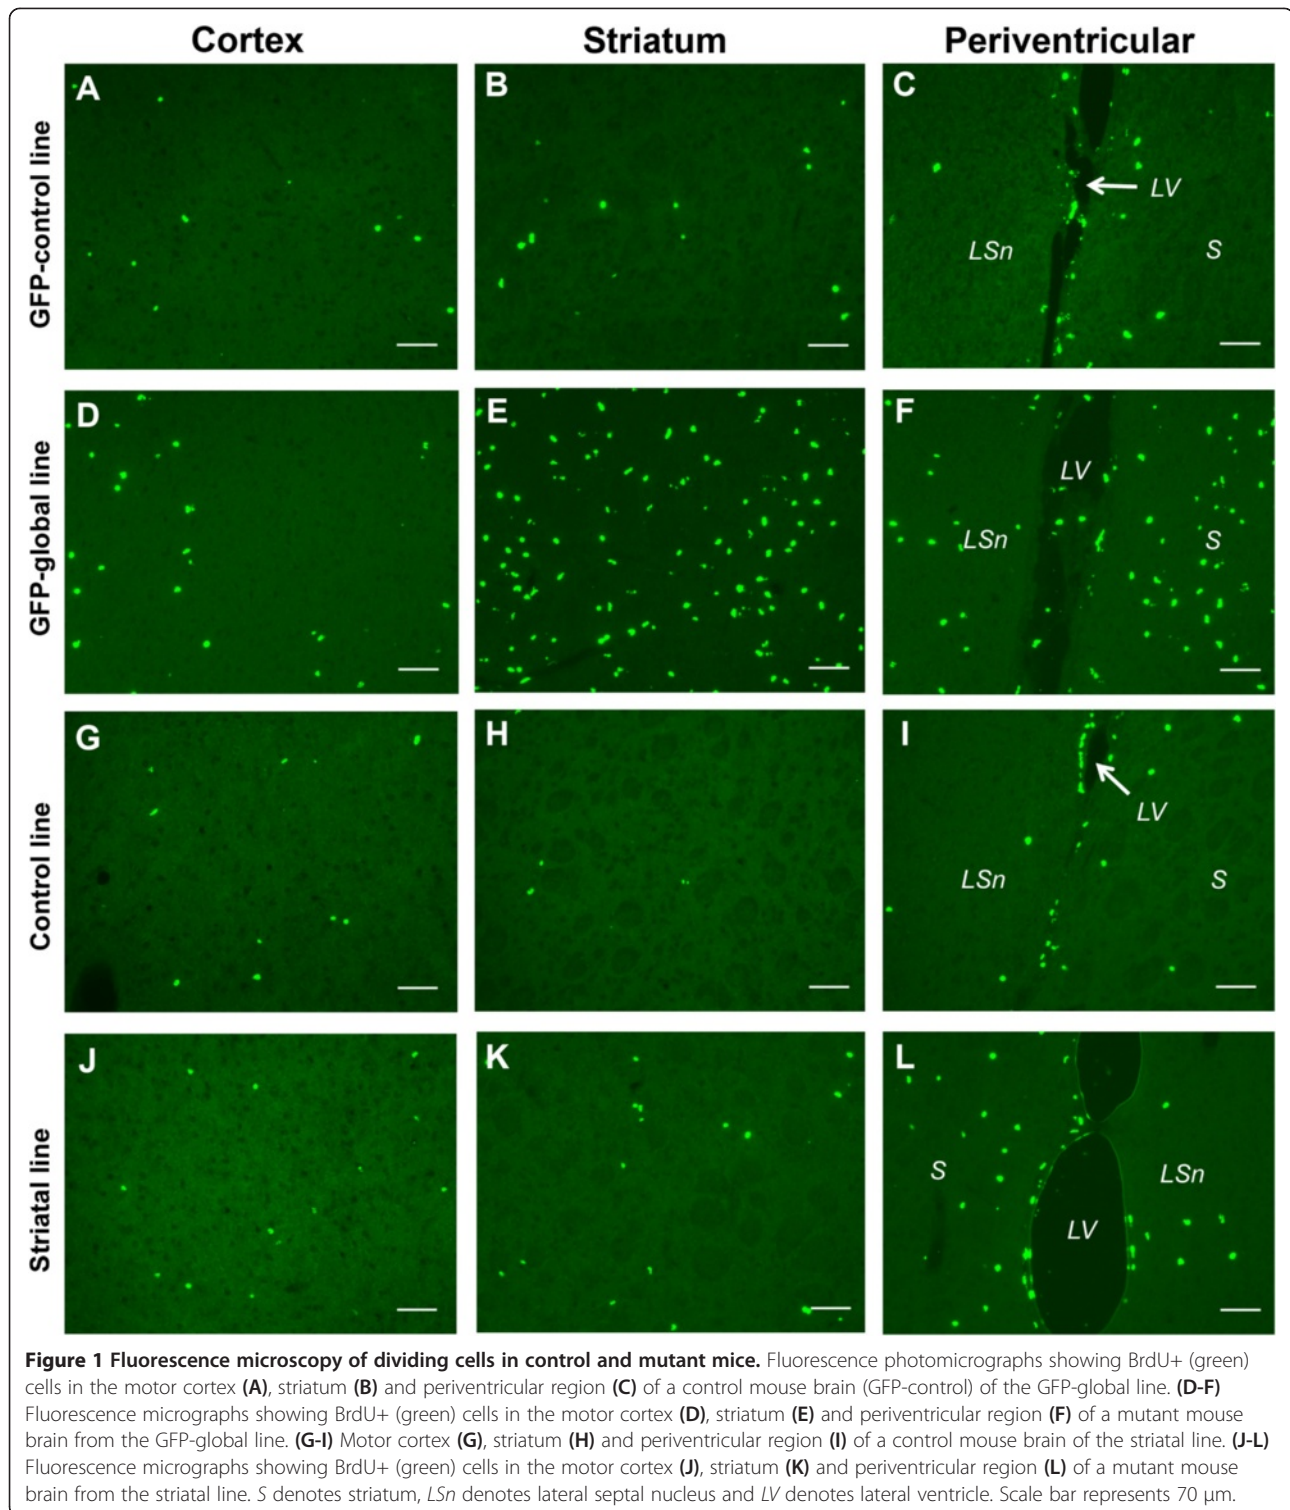 Cortex Striatum Periventricular
GFP-control line
A B C
LV
LSn S
GFP-global line
D E F
LV
LSn S
Control line
G H I
LV
LSn S
Striatal line
J K L
S LSn
LV
Figure 1 Fluorescence microscopy of dividing cells in control and mutant mice. Fluorescence photomicrographs showing BrdU+ (green)
cells in the motor cortex (A), striatum (B) and periventricular region (C) of a control mouse brain (GFP-control) of the GFP-global line. (D-F)
Fluorescence micrographs showing BrdU+ (green) cells in the motor cortex (D), striatum (E) and periventricular region (F) of a mutant mouse
brain from the GFP-global line. (G-I) Motor cortex (G), striatum (H) and periventricular region (I) of a control mouse brain of the striatal line. (J-L)
Fluorescence micrographs showing BrdU+ (green) cells in the motor cortex (J), striatum (K) and periventricular region (L) of a mutant mouse
brain from the striatal line. S denotes striatum, LSn denotes lateral septal nucleus and LV denotes lateral ventricle. Scale bar represents 70 μm.